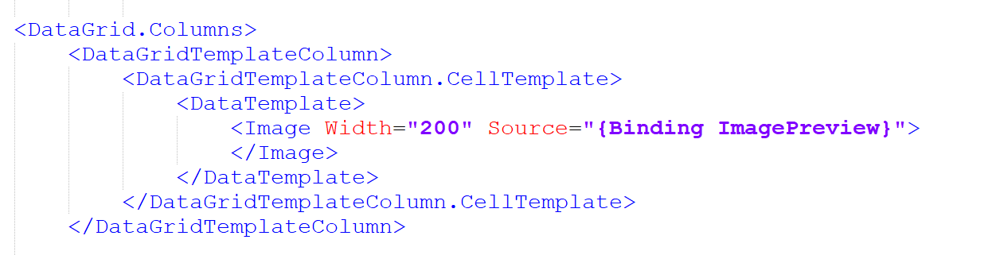 <DataGrid.Columns>
<DataGridTemplateColumn>
<DataGridTemplateColumn.CellTemplate>
<DataTemplate>
<Image Width="200" Source="{Binding ImagePreview}">
</Image>
</DataTemplate>
</DataGridTemplateColumn.CellTemplate>
</DataGridTemplateColumn>